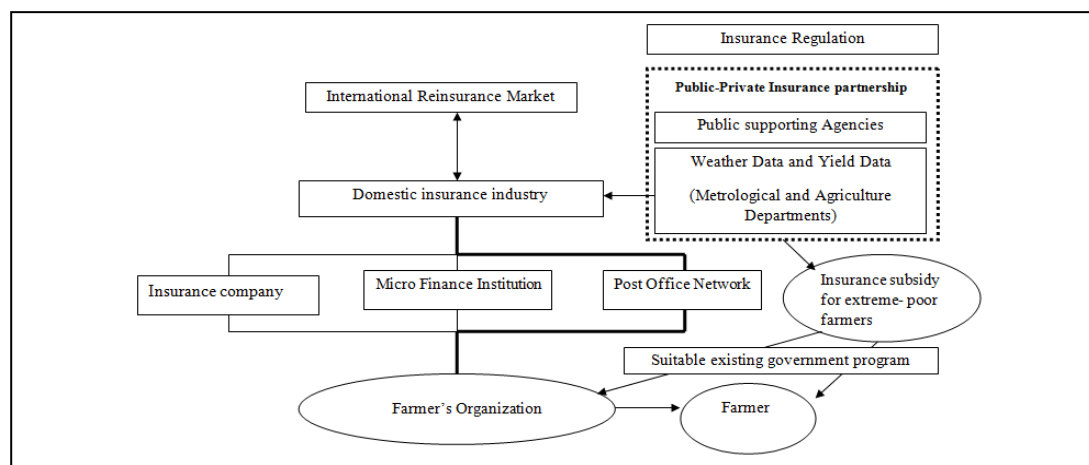 Insurance Regulation
Public-Private Insurance partnership
International Reinsurance Market
Public supporting Agencies
Weather Data and Yield Data
(Metrological and Agriculture
Departments)
Domestic insurance industry
Insurance company
Micro Finance Institution
Post Office Network
Insurance subsidy
for extreme- poor
farmers
Suitable existing government program
Farmer's Organization
Farmer